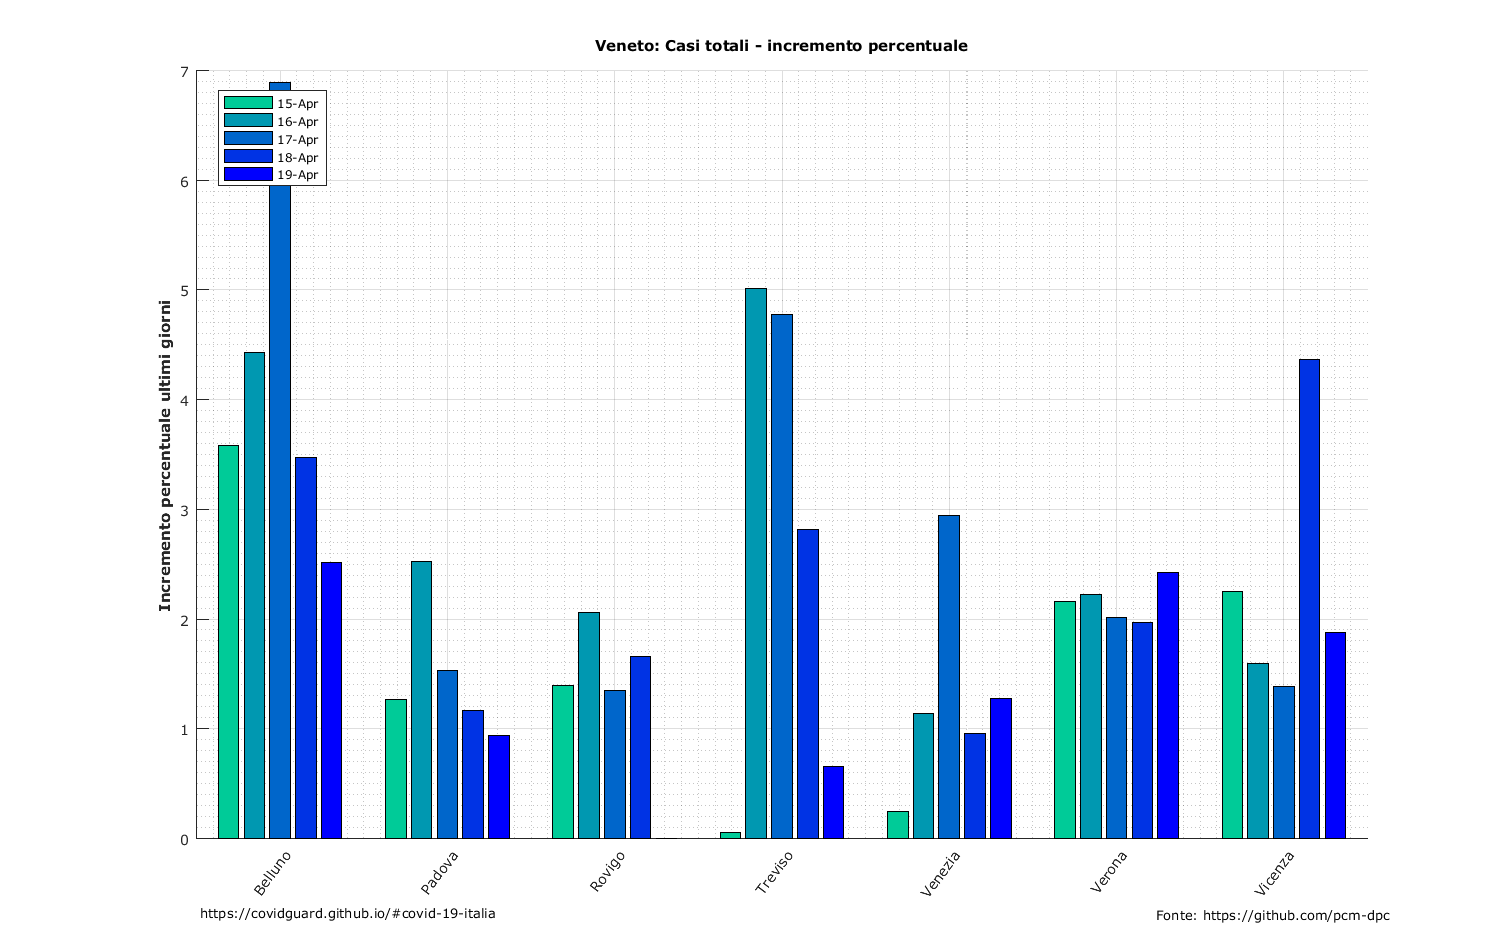 Veneto: Casi totali - incremento percentuale
Incremento percentuale ultimi giorni
7
6
5
4
3
2
1
0
15-Apr
16-Apr
17-Apr
18-Apr
19-Apr
Belluno
Padova
Rovigo
Treviso
Venezia
Verona
Vicenza
https://covidguard.github.io/#covid-19-italia
Fonte: https://github.com/pcm-dpc